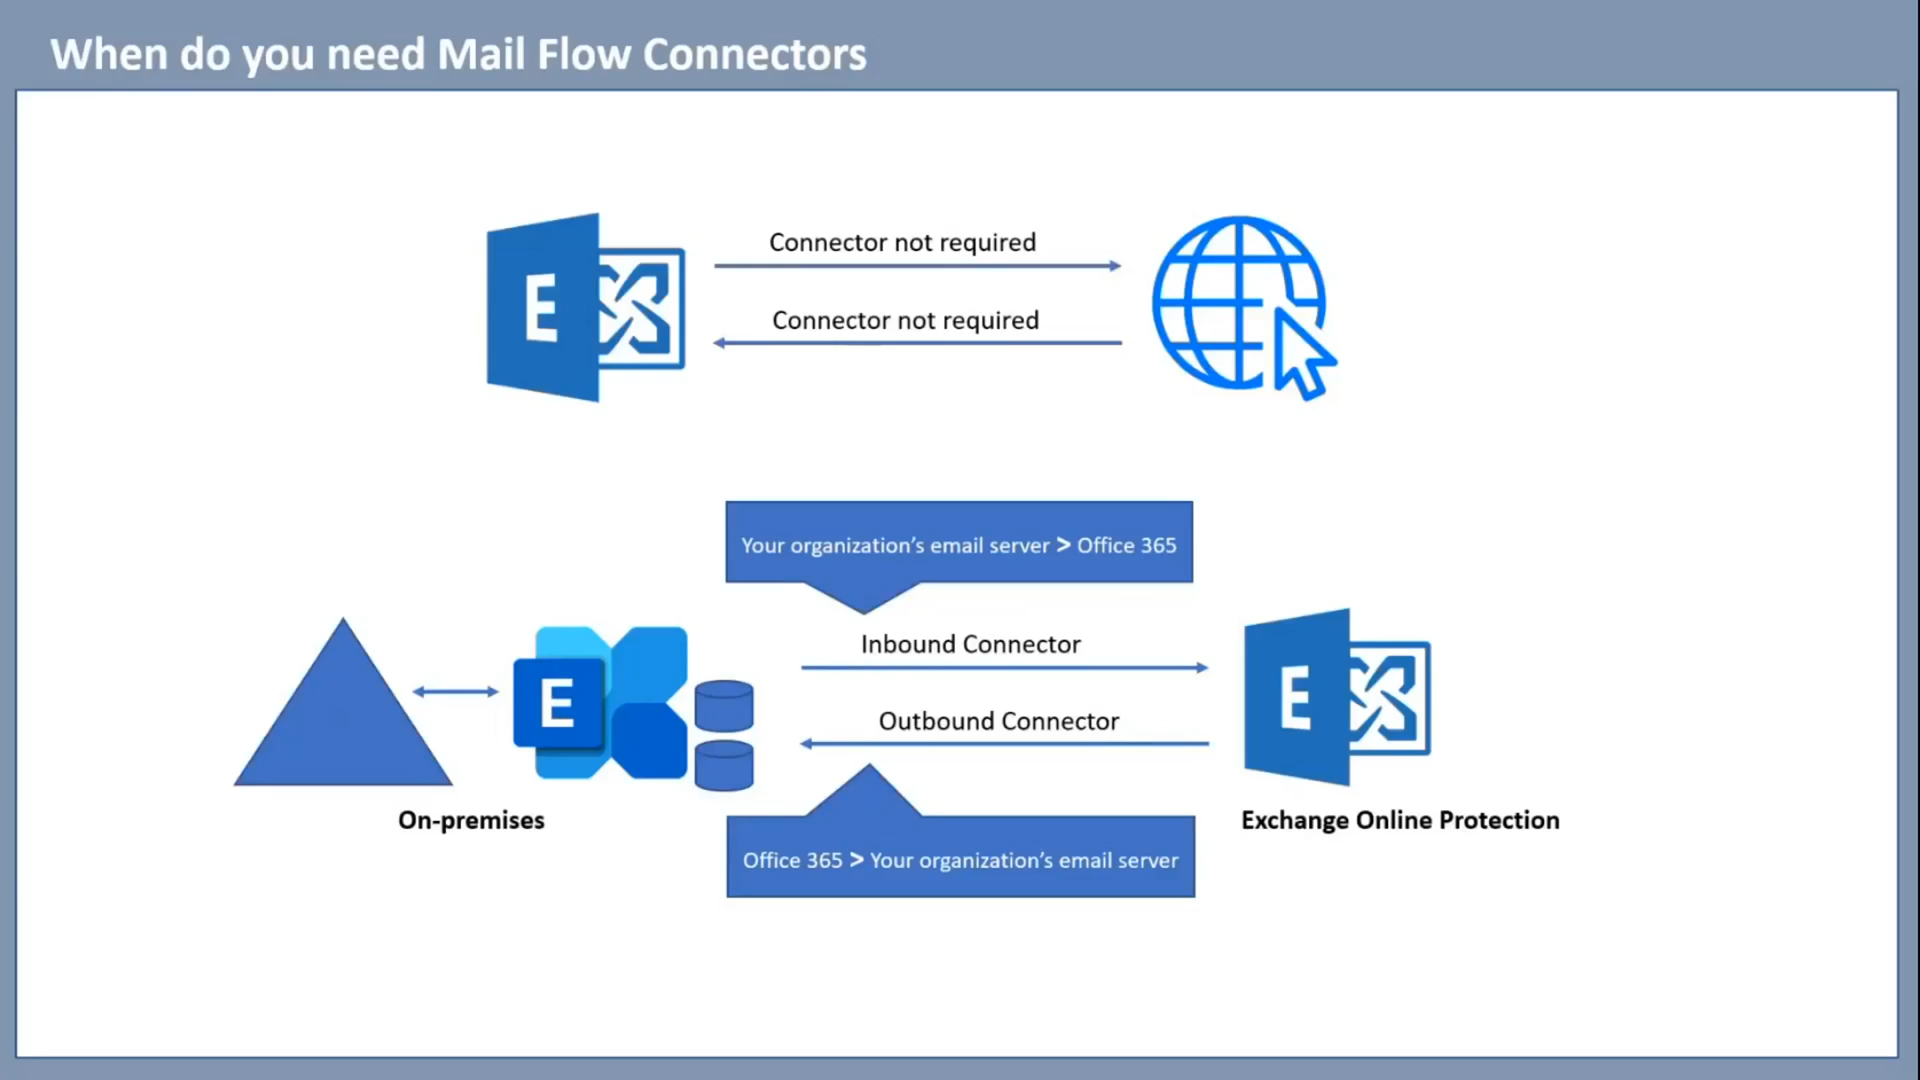 When do you need Mail Flow Connectors
E
Connector not required
Connector not required
Your organization's email server > Office 365
E
Inbound Connector
Outbound Connector
E
On-premises
Exchange Online Protection
Office 365 > Your organization's email server